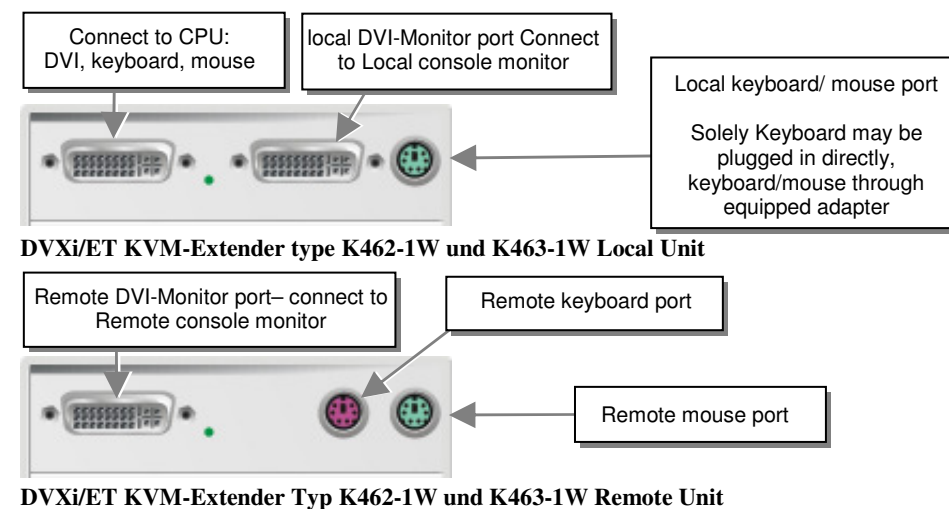 Connect to CPU:
DVI, keyboard, mouse
local DVI-Monitor port Connect
to Local console monitor
Local keyboard/ mouse port
Solely Keyboard may be
plugged in directly,
keyboard/mouse through
equipped adapter
DVXi/ET KVM-Extender type K462-1W und K463-1W Local Unit
Remote DVI-Monitor port– connect to
Remote console monitor
Remote keyboard port
Remote mouse port
DVXi/ET KVM-Extender Typ K462-1W und K463-1W Remote Unit